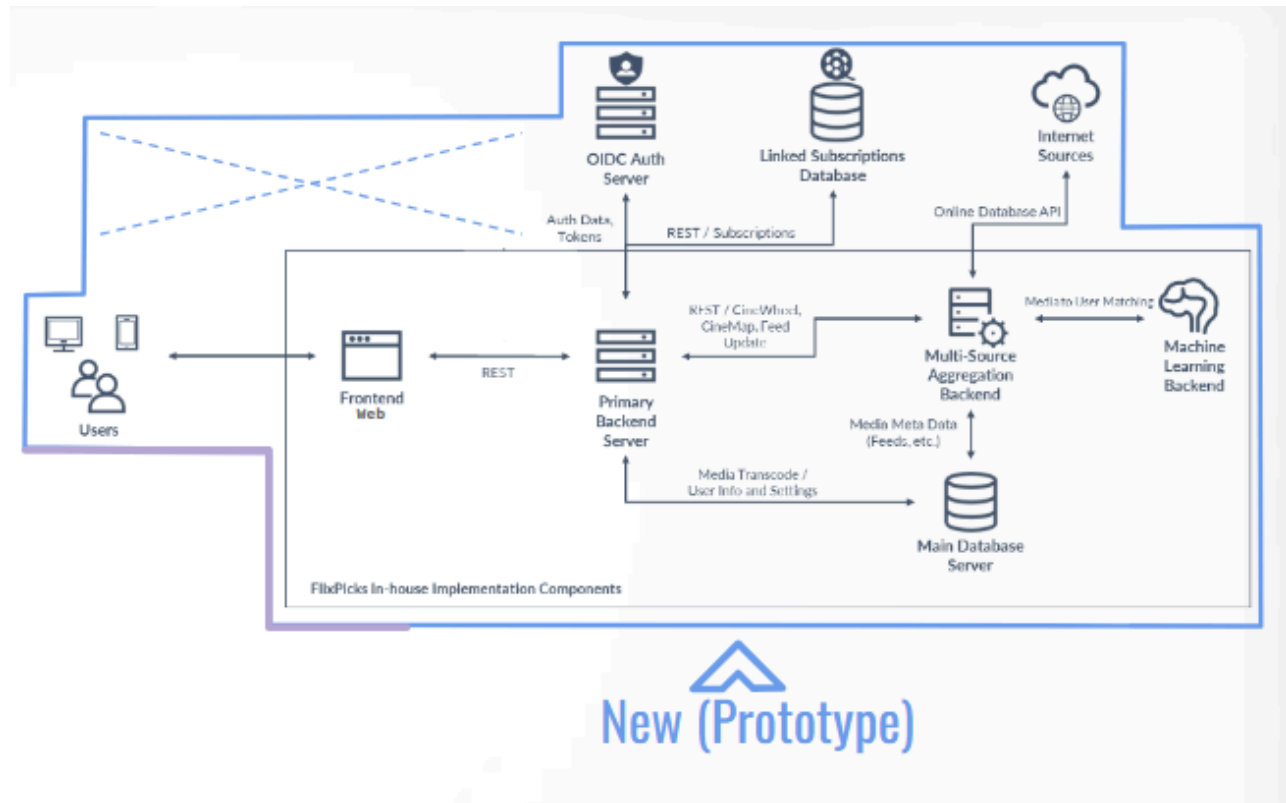 OIDC Auth
Server
Linked Subscriptions
Database
Internet
Sources
Auth Data,
Tokens
REST / Subscriptions
Online Database API
Users
Frontend
Web
REST
Primary
Backend
Server
REST / CineWheel,
CineMap, Feed
Update
Multi-Source
Aggregation
Backend
Media to User Matching
Machine
Learning
Backend
Media Meta Data
(Feeds, etc.)
Media Transcode /
User Info and Settings
Main Database
Server
FlixPicks In-house Implementation Components
New (Prototype)